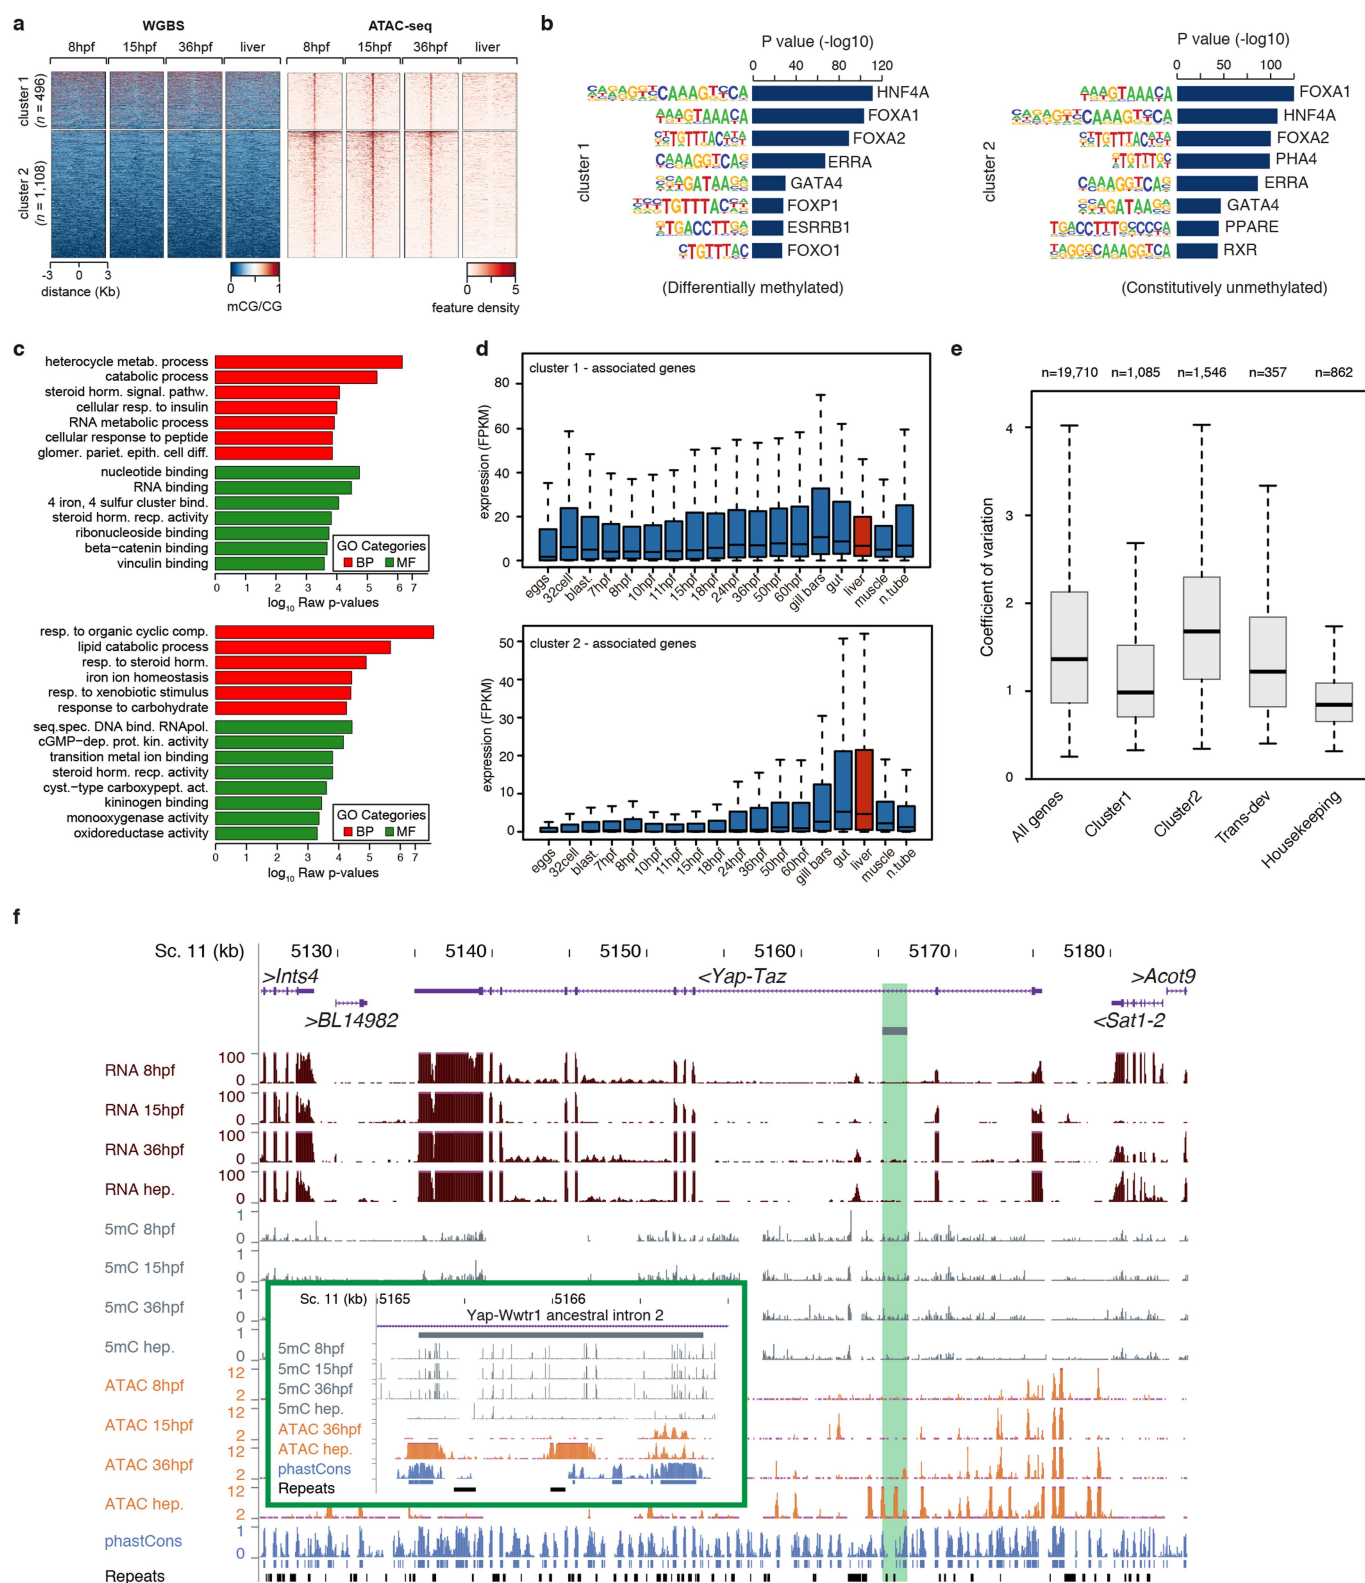 a
WGBS
ATAC-seq
8hpf 15hpf 36hpf liver 8hpf 15hpf 36hpf liver
cluster 1
(n = 496)
cluster 2
(n = 1,108)
-3 0 3
distance (Kb)
0 1
mCG/CG
0 5
feature density
b
P value (-log10)
0 40 80 120
cluster 1
HNF4A
FOXA1
FOXA2
ERRA
GATA4
FOXP1
ESRRB1
FOXO1
(Differentially methylated)
P value (-log10)
0 50 100
cluster 2
FOXA1
HNF4A
FOXA2
PHA4
ERRA
GATA4
PPARE
RXR
(Constitutively unmethylated)
c
heterocycle metab. process
catabolic process
steroid horm. signal. pathw.
cellular resp. to insulin
RNA metabolic process
cellular response to peptide
glomer. pariet. epith. cell diff.
nucleotide binding
RNA binding
4 iron, 4 sulfur cluster bind.
steroid horm. recp. activity
ribonucleoside binding
beta−catenin binding
vinculin binding
GO Categories
BP MF
0 1 2 3 4 5 6 7
log10 Raw p-values
resp. to organic cyclic comp.
lipid catabolic process
resp. to steroid horm.
iron ion homeostasis
resp. to xenobiotic stimulus
response to carbohydrate
seq.spec. DNA bind. RNApol.
cGMP−dep. prot. kin. activity
transition metal ion binding
steroid horm. recp. activity
cyst.−type carboxypept. act.
kininogen binding
monooxygenase activity
oxidoreductase activity
GO Categories
BP MF
0 1 2 3 4 5 6 7
log10 Raw p-values
d
cluster 1 - associated genes
expression (FPKM)
80
60
40
20
0
eggs 32cell blast. 7hpf 8hpf 10hpf 11hpf 15hpf 18hpf 24hpf 36hpf 50hpf 60hpf gill bars gut liver muscle n.tube
cluster 2 - associated genes
expression (FPKM)
50
40
30
20
10
0
eggs 32cell blast. 7hpf 8hpf 10hpf 11hpf 15hpf 18hpf 24hpf 36hpf 50hpf 60hpf gill bars gut liver muscle n.tube
e
n=19,710 n=1,085 n=1,546 n=357 n=862
Coefficient of variation
4
3
2
1
0
All genes Cluster1 Cluster2 Trans-dev Housekeeping
f
Sc. 11 (kb) 5130 5140 5150 5160 5170 5180
>Ints4 <Yap-Taz >Acot9
>BL14982 <Sat1-2
RNA 8hpf 100 0
RNA 15hpf 100 0
RNA 36hpf 100 0
RNA hep. 100 0
5mC 8hpf 1 0
5mC 15hpf 1 0
5mC 36hpf 1 0
5mC hep. 1 0
ATAC 8hpf 12 2
ATAC 15hpf 12 2
ATAC 36hpf 12 2
ATAC hep. 12 2
phastCons 1 0
Repeats
Sc. 11 (kb) 5165 5166
Yap-Wwtr1 ancestral intron 2
5mC 8hpf
5mC 15hpf
5mC 36hpf
5mC hep.
ATAC 36hpf
ATAC hep.
phastCons
Repeats